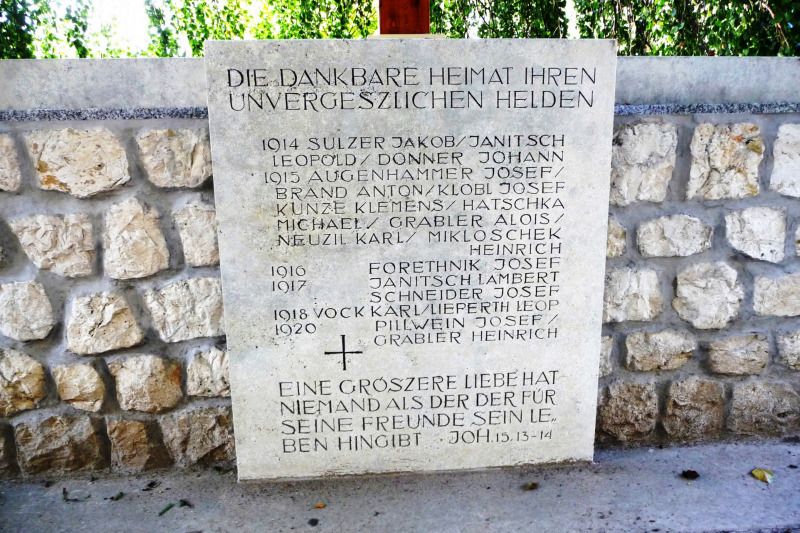 DIE DANKBARE HEIMAT IHREN
UNVERGESZLICHEN HELDEN
1914 SULZER JAKOB/JANITSCH
LEOPOLD/DONNER JOHANN
1915 AUGENHAMMER JOSEF/
BRAND ANTON/KLOBL JOSEF
KUNZE KLEMENS/HATSCHKA
MICHAEL/GRABLER ALOIS/
NEUZIL KARL/MIKLOSCHEK
HEINRICH
1916 FORETHNIK JOSEF
1917 JANITSCH LAMBERT
SCHNEIDER JOSEF
1918 VOCK KARL/LIEPERTH LEOP
1920 PILLWEIN JOSEF/
GRABLER HEINRICH
EINE GRÖSZERE LIEBE HAT
NIEMAND ALS DER DER FÜR
SEINE FREUNDE SEIN LE„
BEN HINGIBT - JOH. 15. 13-14